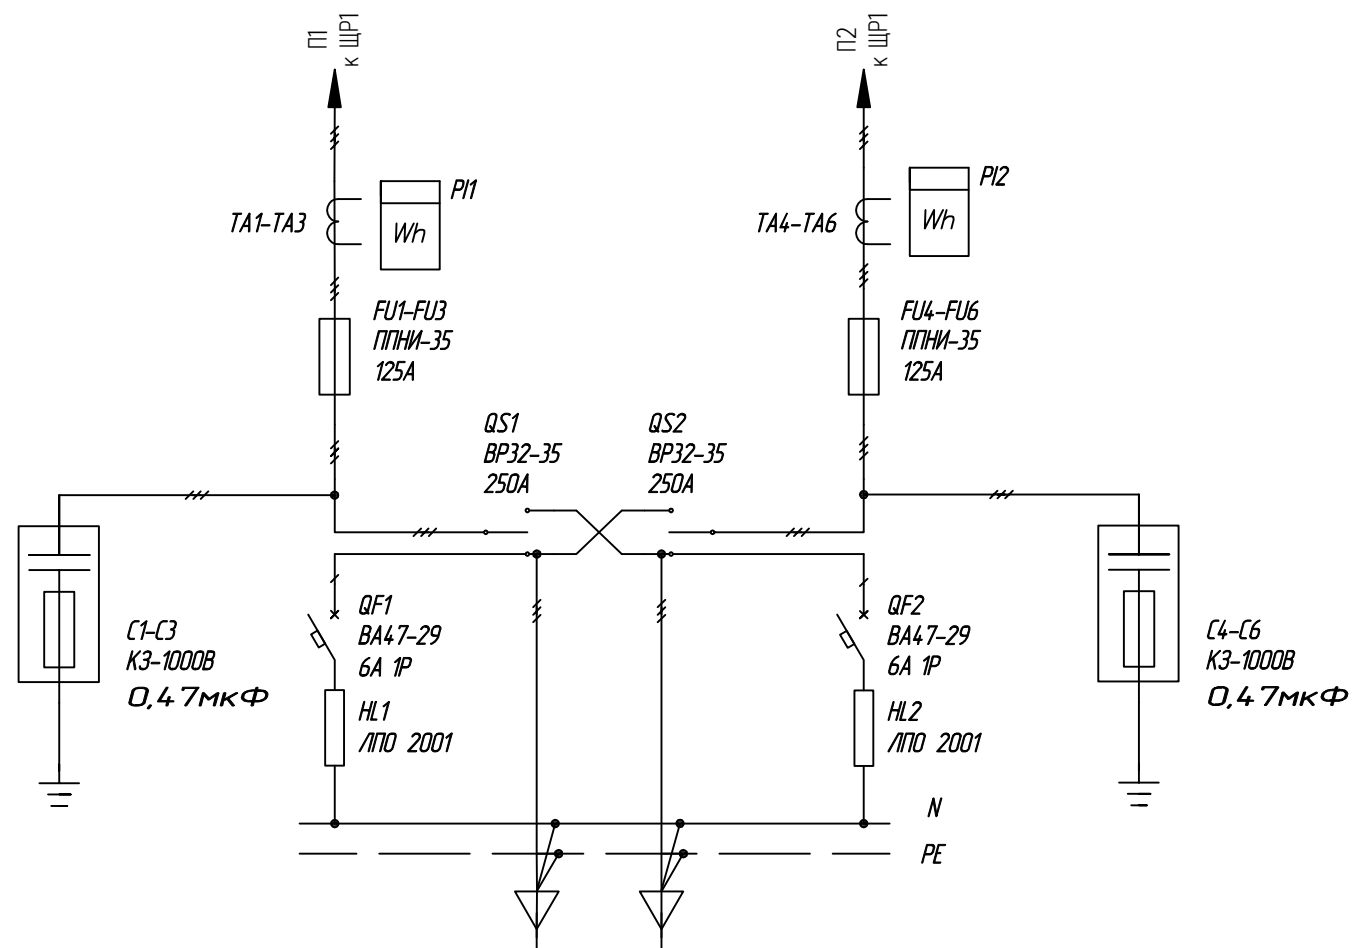 П1
к ЩР1
П2
к ЩР1
PI1
PI2
TA1-TA3
Wh
TA4-TA6
Wh
FU1-FU3
ППНИ-35
125А
FU4-FU6
ППНИ-35
125А
QS1
ВР32-35
250А
QS2
ВР32-35
250А
QF1
ВА47-29
6А 1Р
QF2
ВА47-29
6А 1Р
C1-C3
КЗ-1000В
0,47мкФ
C4-C6
КЗ-1000В
0,47мкФ
HL1
ЛПО 2001
HL2
ЛПО 2001
N
PE